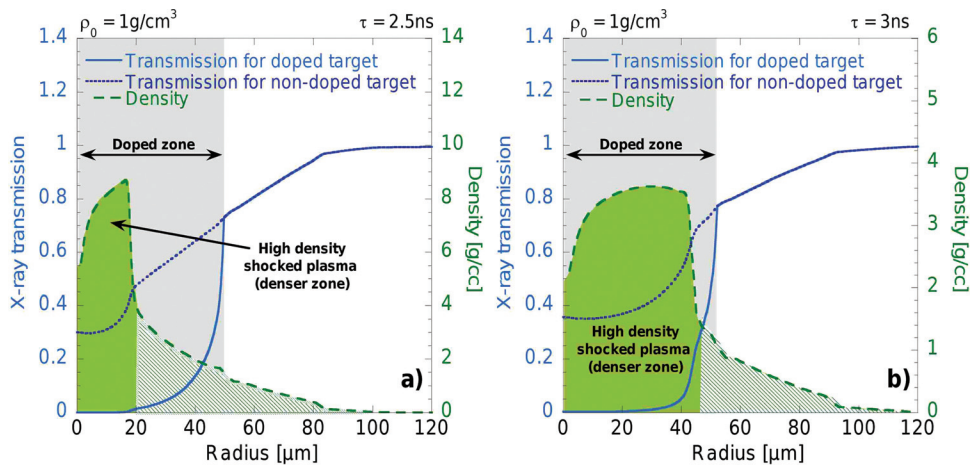 ρ₀ = 1g/cm³ τ = 2.5ns
1.4 14
Transmission for doped target
1.2 12
Transmission for non-doped target
Density
1 10
Doped zone
0.8 8
0.6 6
High density
shocked plasma
(denser zone)
0.4 4
0.2 2
a)
0 0
0 20 40 60 80 100 120
Radius [μm]
X-ray transmission
Density [g/cc]
ρ₀ = 1g/cm³ τ = 3ns
1.4 6
Transmission for doped target
1.2
Transmission for non-doped target
5
Density
1
Doped zone
4
0.8
3
0.6
0.4
2
High density
shocked plasma
(denser zone)
0.2
1
b)
0 0
0 20 40 60 80 100 120
Radius [μm]
X-ray transmission
Density [g/cc]